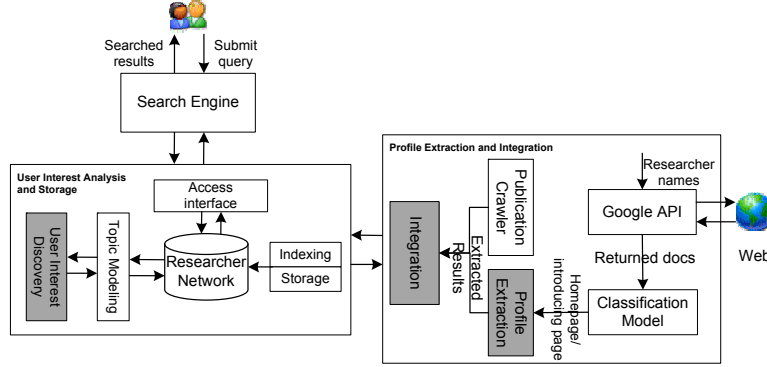 Searched
results
Submit
query
Search Engine
User Interest Analysis
and Storage
Access
interface
User Interest
Discovery
Topic Modeling
Researcher
Network
Indexing
Storage
Profile Extraction and Integration
Integration
Extracted
Results
Publication
Crawler
Profile
Extraction
Homepage/
introducing page
Researcher
names
Google API
Returned docs
Classification
Model
Web